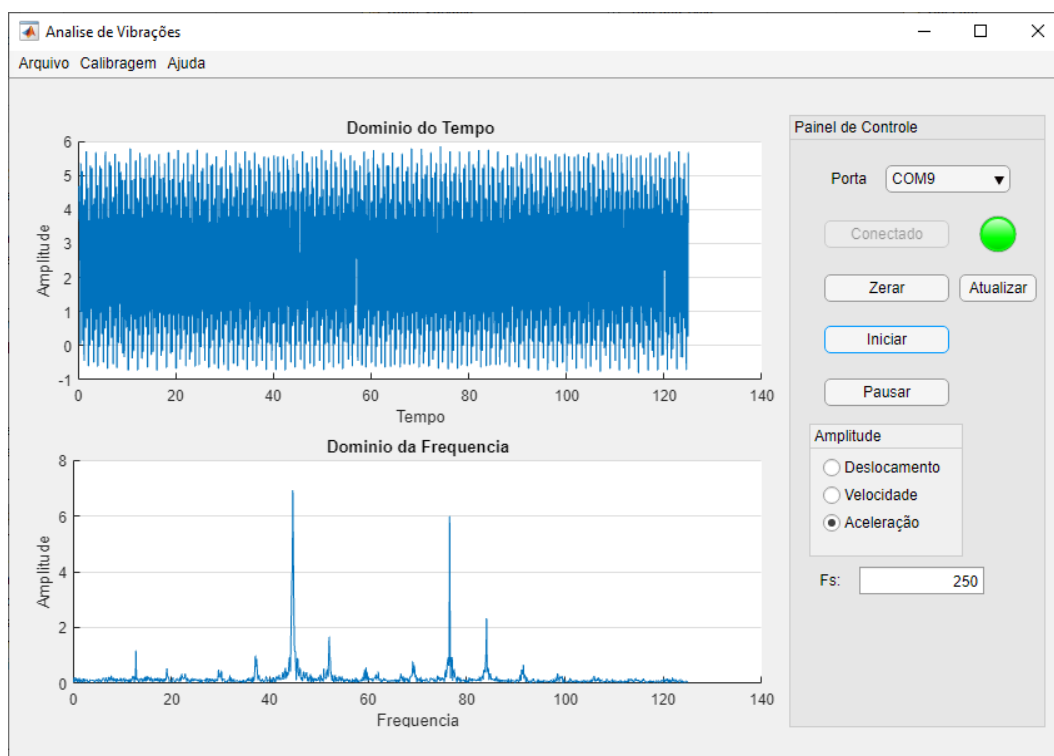 Analise de Vibrações
Arquivo Calibragem Ajuda
Dominio do Tempo
Amplitude
6
5
4
3
2
1
0
-1
0 20 40 60 80 100 120 140
Tempo
Dominio da Frequencia
Amplitude
8
6
4
2
0
0 20 40 60 80 100 120 140
Frequencia
Painel de Controle
Porta COM9
Conectado
Zerar Atualizar
Iniciar
Pausar
Amplitude
Deslocamento
Velocidade
Aceleração
Fs: 250